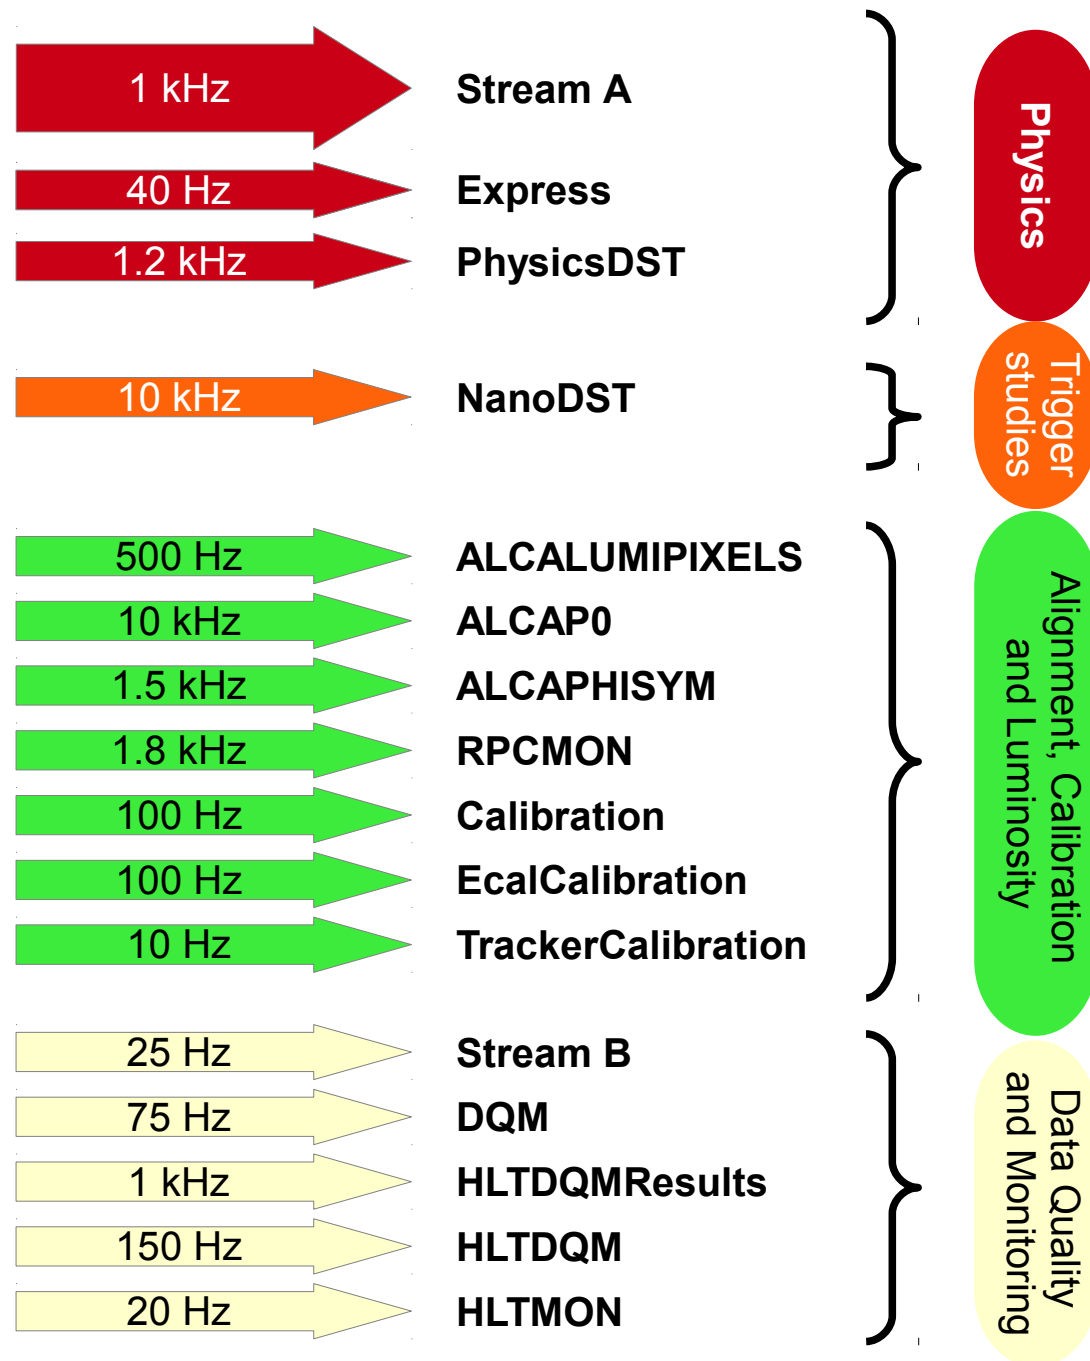 1 kHz Stream A
40 Hz Express
1.2 kHz PhysicsDST
Physics
10 kHz NanoDST
Trigger
studies
500 Hz ALCALUMIPIXELS
10 kHz ALCAP0
1.5 kHz ALCAPHISYM
1.8 kHz RPCMON
100 Hz Calibration
100 Hz EcalCalibration
10 Hz TrackerCalibration
Alignment, Calibration
and Luminosity
25 Hz Stream B
75 Hz DQM
1 kHz HLTDQMResults
150 Hz HLTDQM
20 Hz HLTMON
Data Quality
and Monitoring